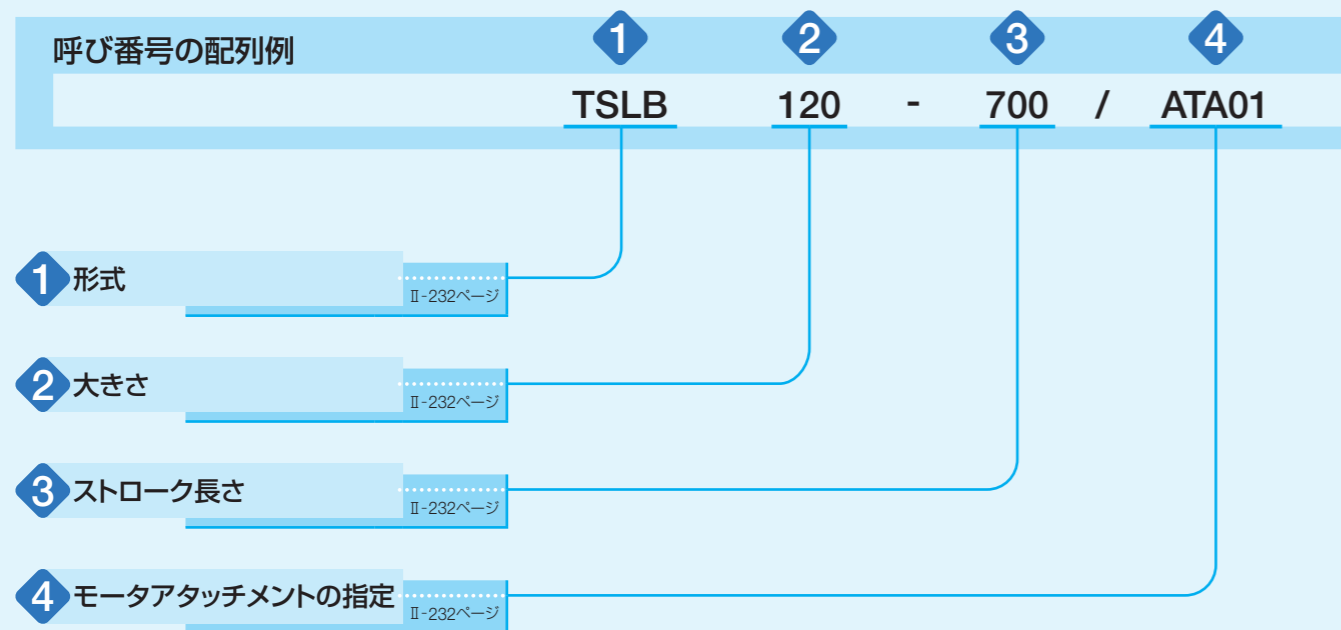 呼び番号の配列例
1 2 3 4
TSLB 120 - 700 / ATA01
1 形式
Ⅱ-232ページ
2 大きさ
Ⅱ-232ページ
3 ストローク長さ
Ⅱ-232ページ
4 モータアタッチメントの指定
Ⅱ-232ページ